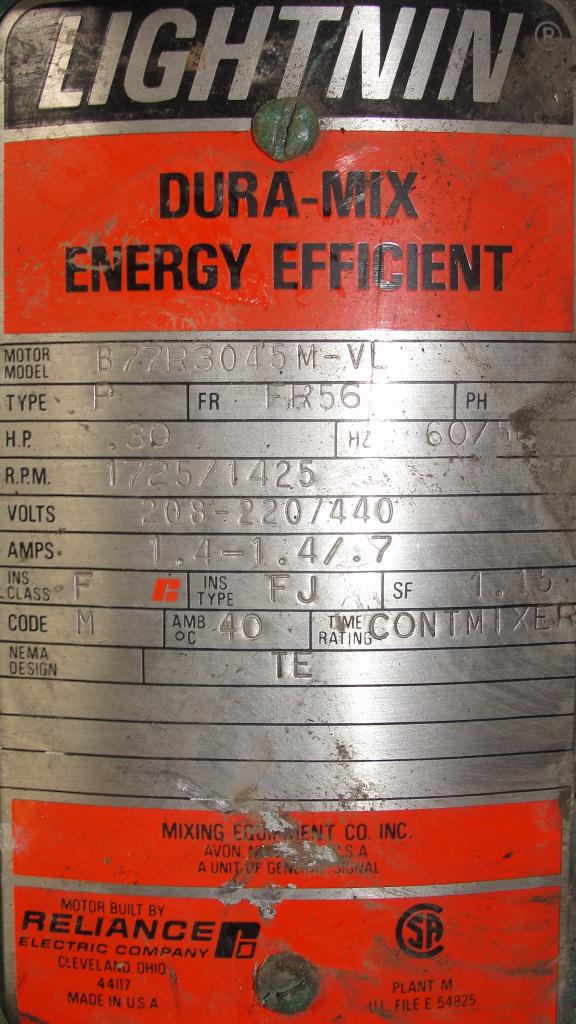 LIGHTNIN ®
DURA-MIX
ENERGY EFFICIENT
MOTOR MODEL B77R3045M-VL
TYPE P FR FR56 PH
H.P. .30 HZ 60/5
R.P.M. 1725/1425
VOLTS 208-220/440
AMPS. 1.4-1.4/.7
INS CLASS F INS TYPE FJ SF 1.15
CODE M AMB °C 40 TIME RATING CONTMIXER
NEMA DESIGN TE
MIXING EQUIPMENT CO. INC.
AVON, U.S.A
A UNIT OF GENERAL SIGNAL
MOTOR BUILT BY
RELIANCE
ELECTRIC COMPANY
CLEVELAND, OHIO
44117
MADE IN U.S.A
SA
PLANT M
ILL FILE E 54825